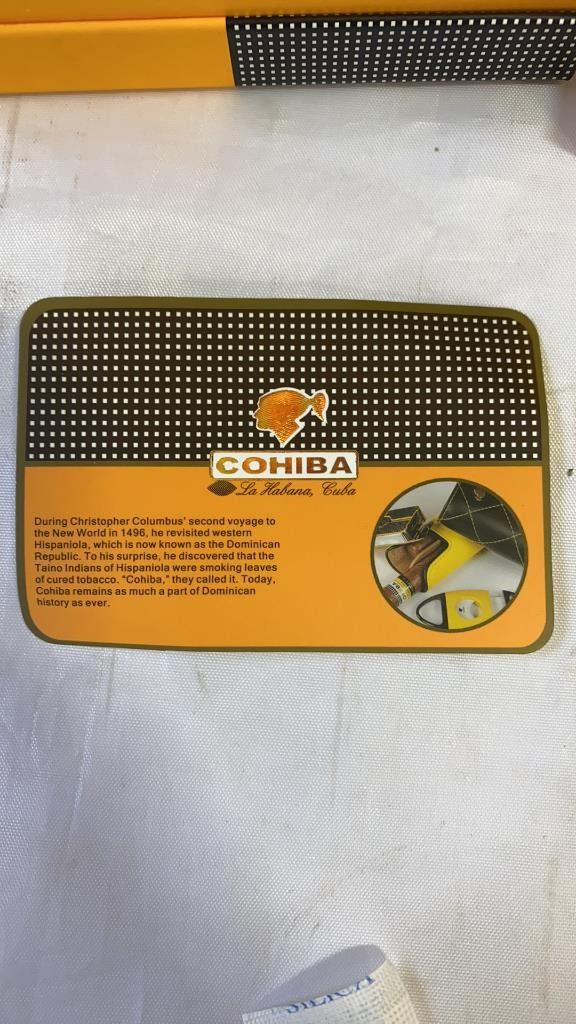 COHIBA
La Habana, Cuba
During Christopher Columbus' second voyage to
the New World in 1496, he revisited western
Hispaniola, which is now known as the Dominican
Republic. To his surprise, he discovered that the
Taino Indians of Hispaniola were smoking leaves
of cured tobacco. "Cohiba," they called it. Today,
Cohiba remains as much a part of Dominican
history as ever.